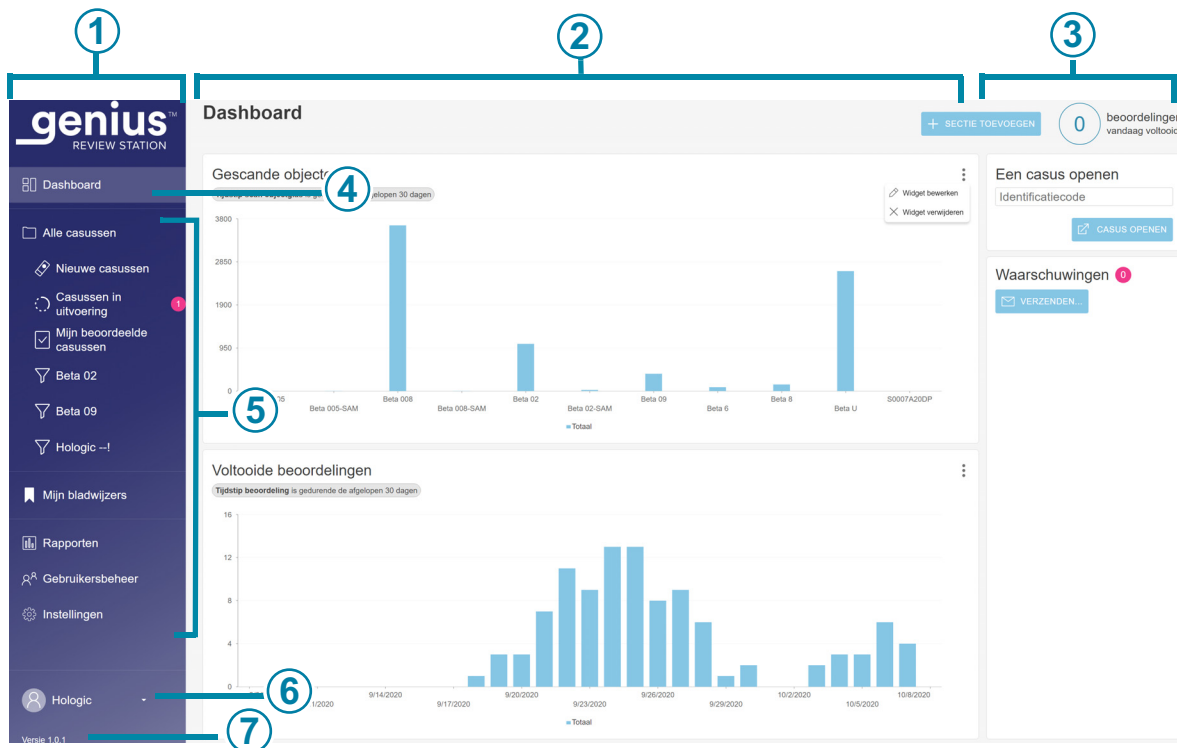 1
2
3
genius™
REVIEW STATION
Dashboard
Alle casussen
Nieuwe casussen
Casussen in
uitvoering
1
Mijn beoordeelde
casussen
Beta 02
Beta 09
Hologic --!
Mijn bladwijzers
Rapporten
Gebruikersbeheer
Instellingen
Hologic
Versie 1.0.1
4
5
6
7
Dashboard
+ SECTIE TOEVOEGEN
0
beoordelingen
vandaag voltooid
Gescande
Tijdstip
afgelopen 30 dagen
Widget bewerken
Widget verwijderen
3800
2850
1900
950
0
Beta 005-SAM
Beta 008
Beta 008-SAM
Beta 02
Beta 02-SAM
Beta 09
Beta 6
Beta 8
Beta U
S0007A20DP
Totaal
Voltooide beoordelingen
Tijdstip beoordeling is gedurende de afgelopen 30 dagen
16
12
8
4
0
9/14/2020
9/17/2020
9/20/2020
9/23/2020
9/26/2020
9/29/2020
10/2/2020
10/5/2020
10/8/2020
Totaal
Een casus openen
Identificatiecode
CASUS OPENEN
Waarschuwingen 0
VERZENDEN...